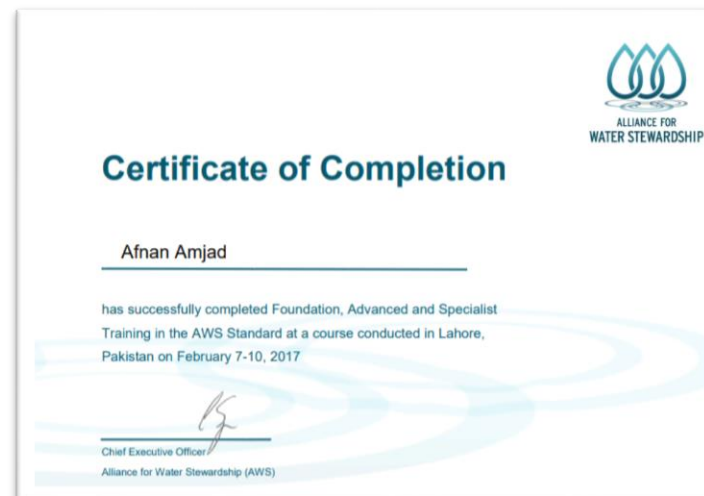 ALLIANCE FOR
WATER STEWARDSHIP
Certificate of Completion
Afnan Amjad
has successfully completed Foundation, Advanced and Specialist
Training in the AWS Standard at a course conducted in Lahore,
Pakistan on February 7-10, 2017
Chief Executive Officer
Alliance for Water Stewardship (AWS)